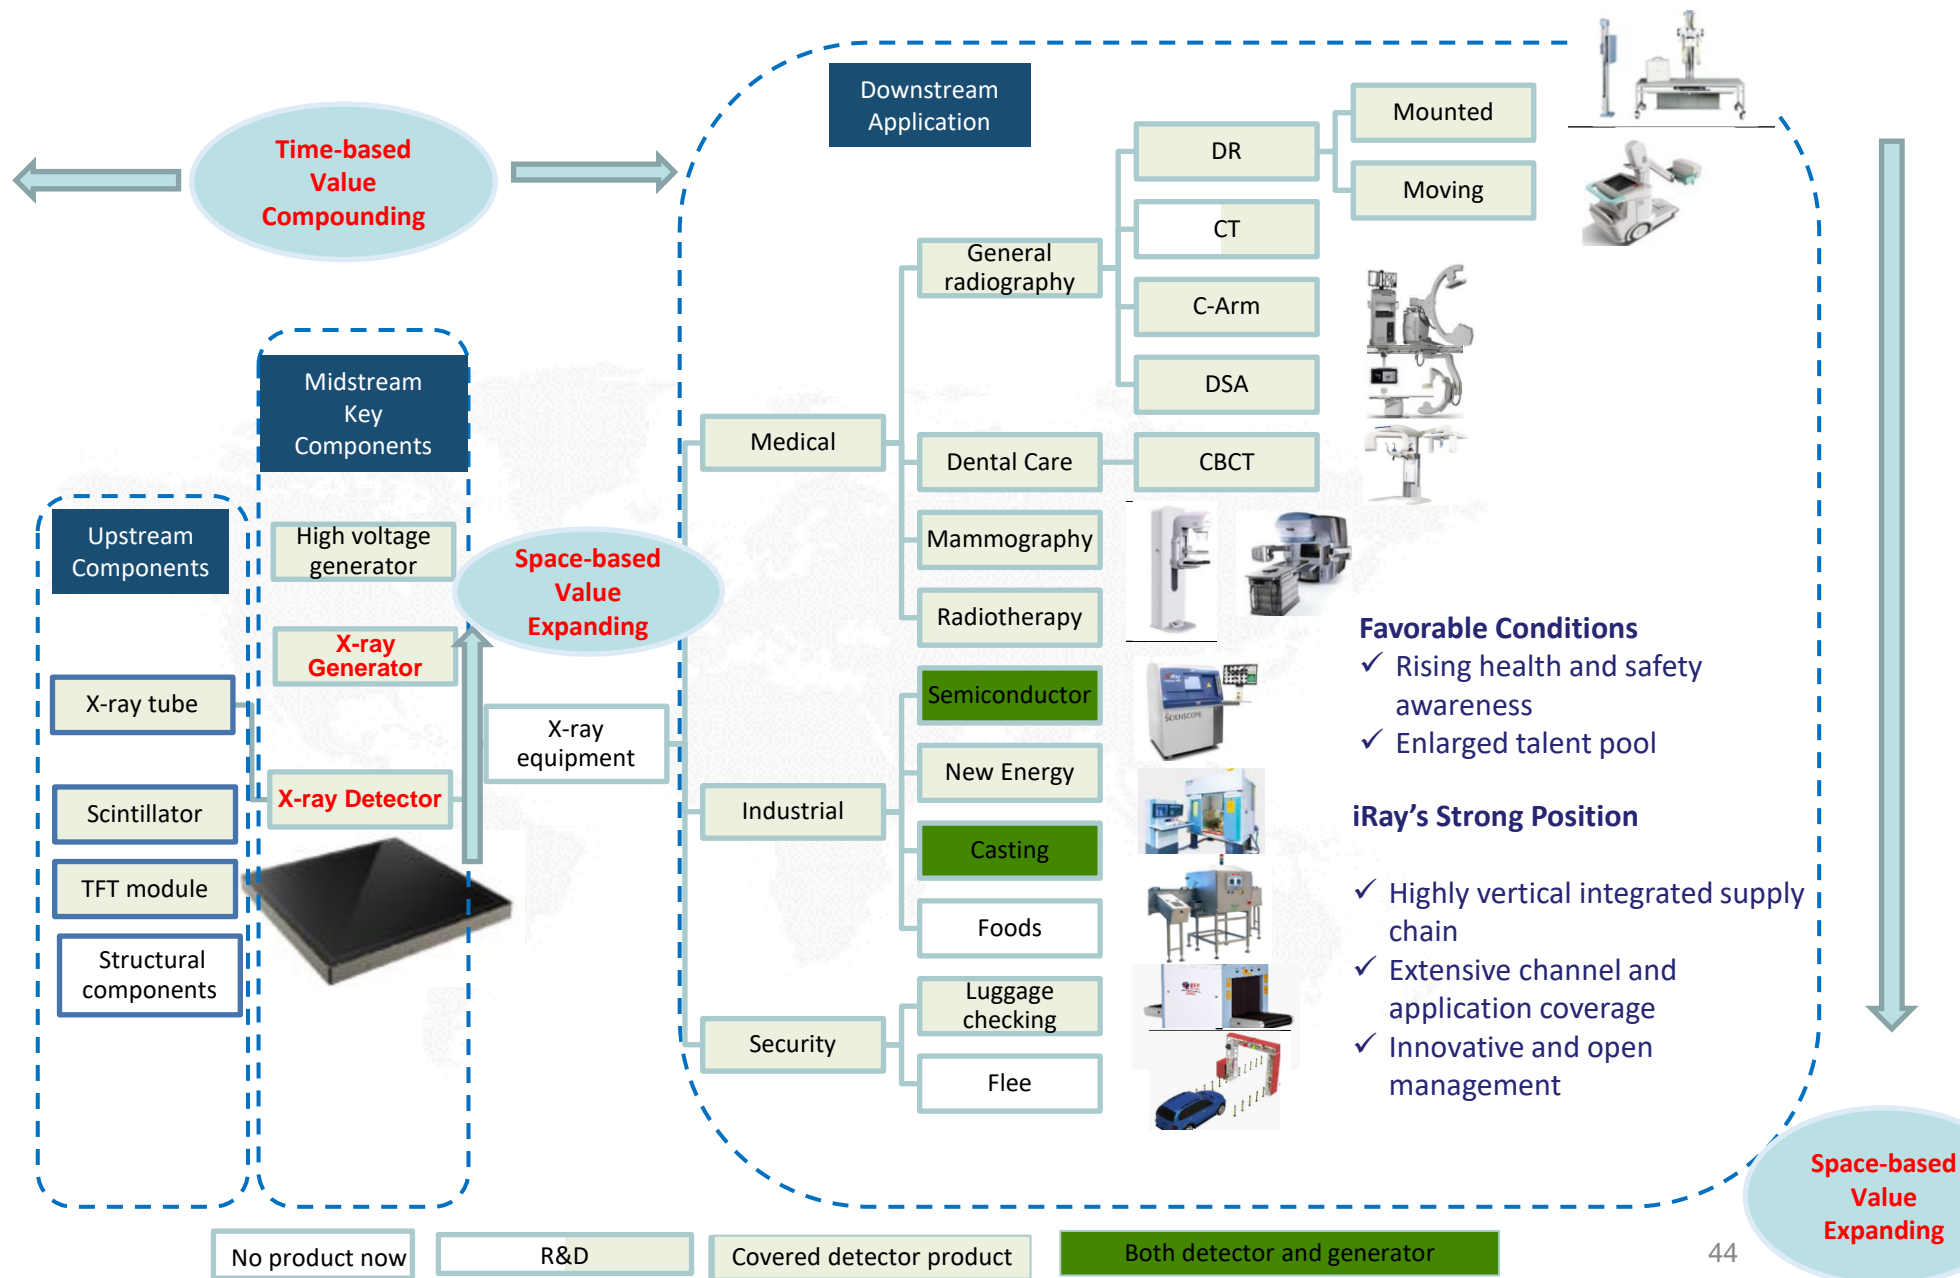 Time-based
Value
Compounding
Downstream
Application
Mounted
DR
Moving
CT
General
radiography
C-Arm
DSA
Midstream
Key
Components
Medical
Dental Care
CBCT
Upstream
Components
High voltage
generator
Space-based
Value
Expanding
Mammography
Radiotherapy
X-ray
Generator
Favorable Conditions
✓ Rising health and safety
awareness
✓ Enlarged talent pool
X-ray tube
Semiconductor
SCIENSCOPE
X-ray
equipment
New Energy
Scintillator
X-ray Detector
Industrial
iRay’s Strong Position
Casting
TFT module
✓ Highly vertical integrated supply
chain
Foods
✓ Extensive channel and
application coverage
Structural
components
Luggage
checking
✓ Innovative and open
management
Security
Flee
Space-based
Value
Expanding
No product now
R&D
Covered detector product
Both detector and generator
44